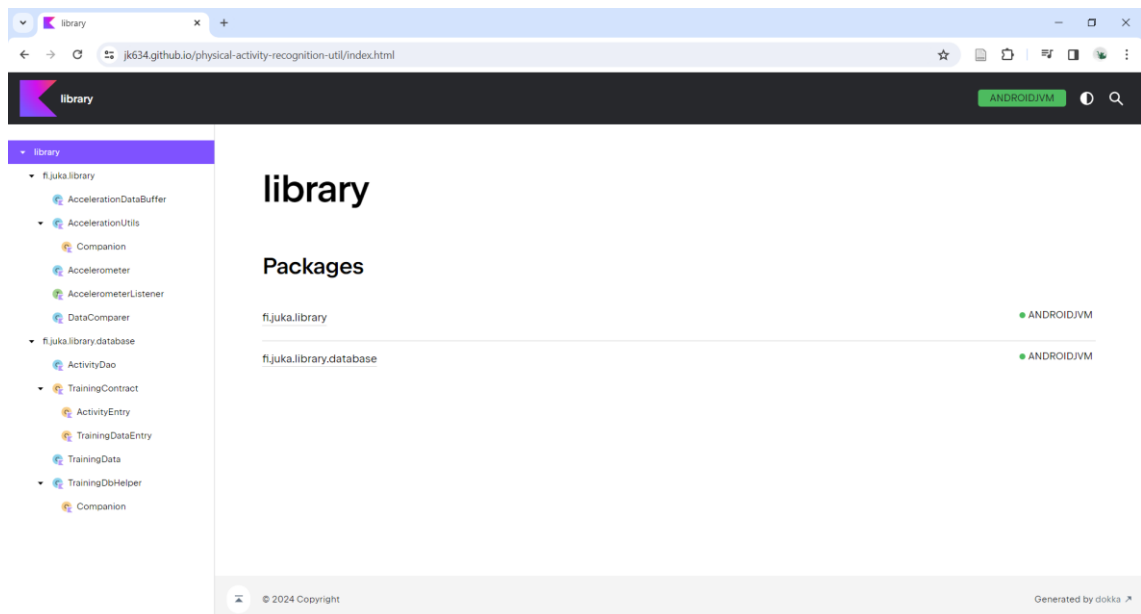 library
jk634.github.io/physical-activity-recognition-util/index.html
library
ANDROIDJVM
library
fi.juka.library
AccelerationDataBuffer
AccelerationUtils
Companion
Accelerometer
AccelerometerListener
DataComparer
fi.juka.library.database
ActivityDao
TrainingContract
ActivityEntry
TrainingDataEntry
TrainingData
TrainingDbHelper
Companion
library
Packages
fi.juka.library
ANDROIDJVM
fi.juka.library.database
ANDROIDJVM
© 2024 Copyright
Generated by dokka